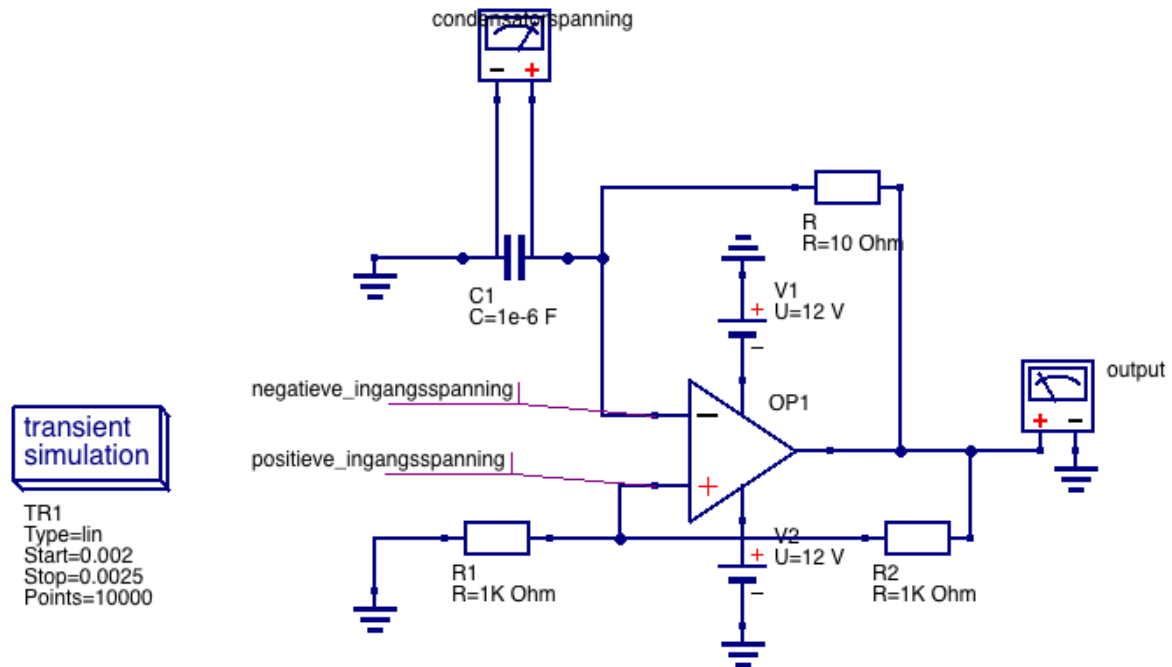 condensatorspanning
− +
R
R=10 Ohm
C1
C=1e-6 F
V1
U=12 V
+
−
negatieve_ingangsspanning
−
OP1
output
+ −
transient
simulation
positieve_ingangsspanning
+
TR1
Type=lin
Start=0.002
Stop=0.0025
Points=10000
V2
U=12 V
+
−
R1
R=1K Ohm
R2
R=1K Ohm